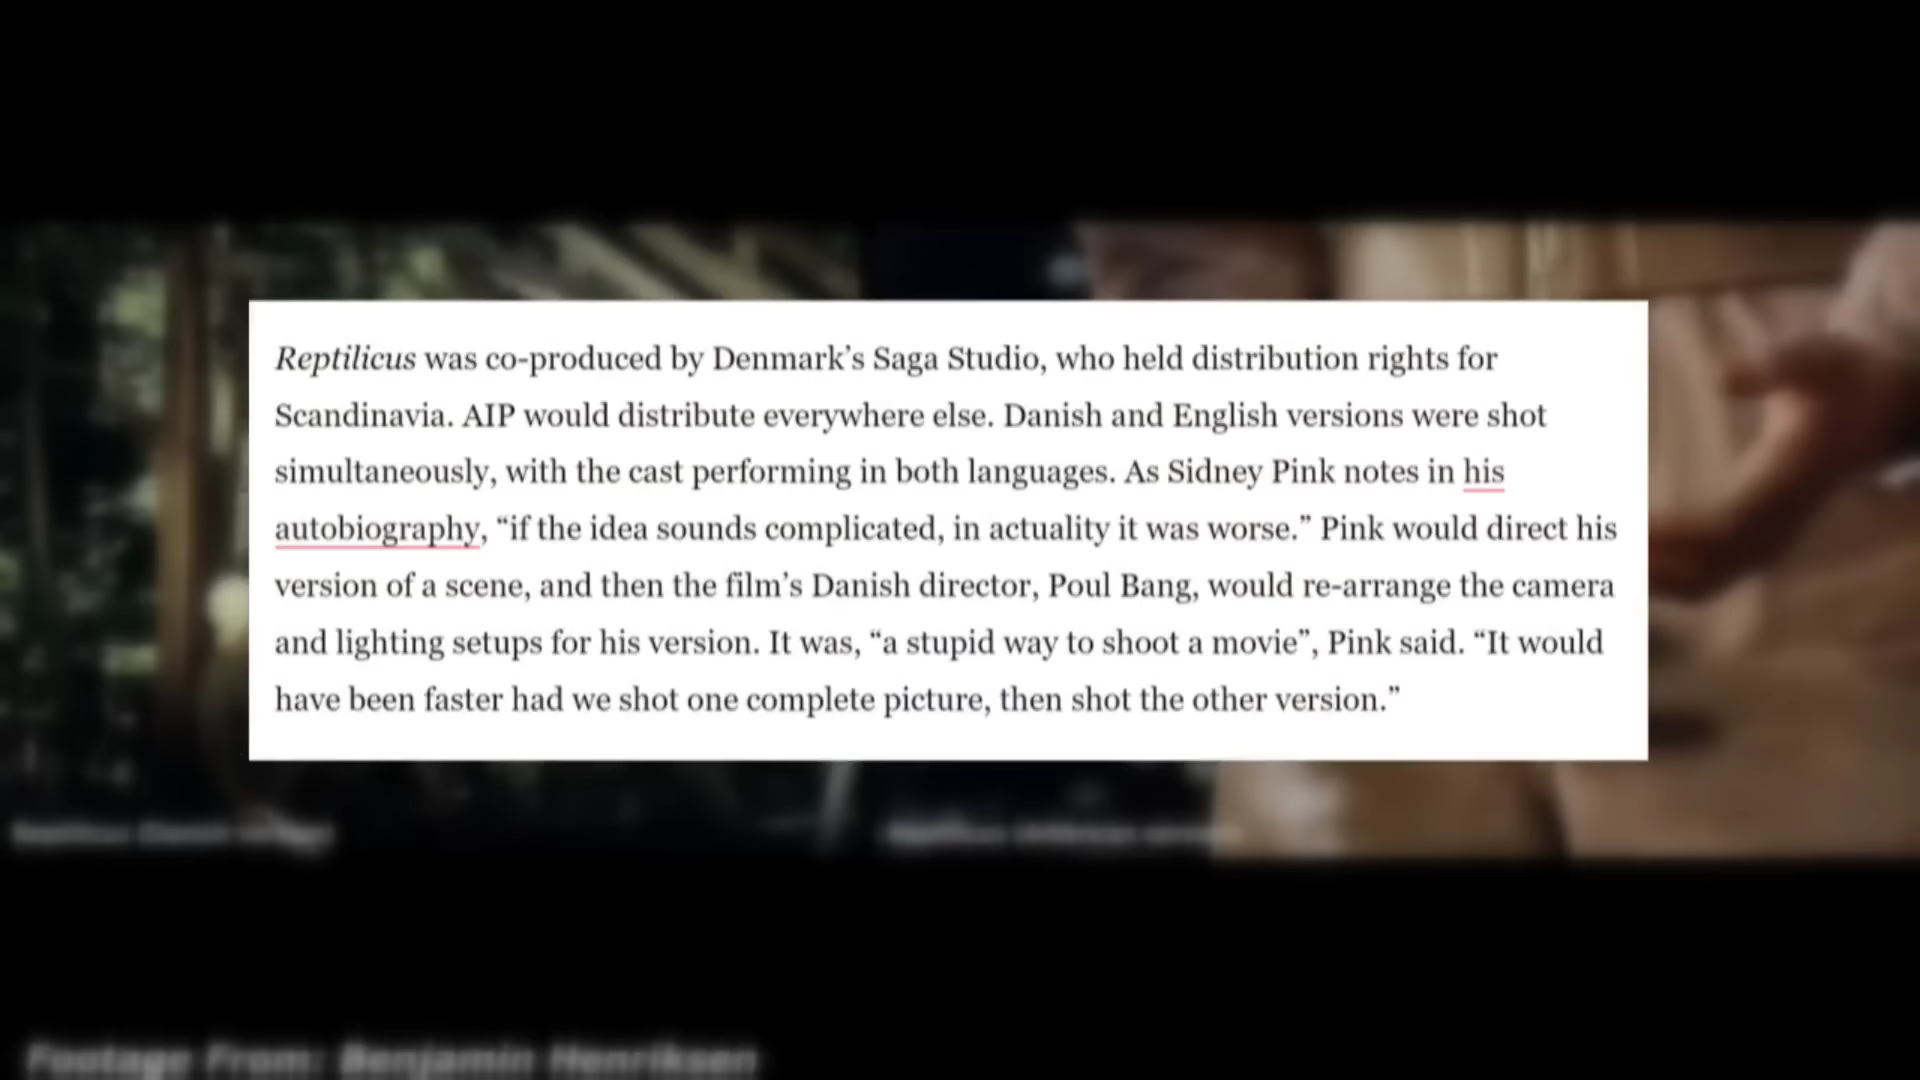 Reptilicus was co-produced by Denmark’s Saga Studio, who held distribution rights for
Scandinavia. AIP would distribute everywhere else. Danish and English versions were shot
simultaneously, with the cast performing in both languages. As Sidney Pink notes in his
autobiography, “if the idea sounds complicated, in actuality it was worse.” Pink would direct his
version of a scene, and then the film’s Danish director, Poul Bang, would re-arrange the camera
and lighting setups for his version. It was, “a stupid way to shoot a movie”, Pink said. “It would
have been faster had we shot one complete picture, then shot the other version.”
Footage From: Benjamin Henriksen